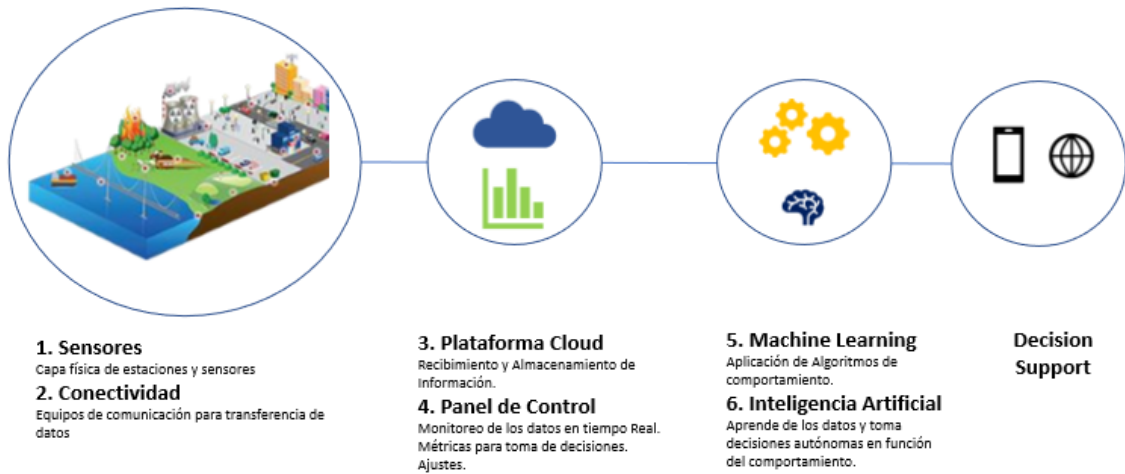 1. Sensores
Capa física de estaciones y sensores
2. Conectividad
Equipos de comunicación para transferencia de
datos
3. Plataforma Cloud
Recibimiento y Almacenamiento de
Información.
4. Panel de Control
Monitoreo de los datos en tiempo Real.
Métricas para toma de decisiones.
Ajustes.
5. Machine Learning
Aplicación de Algoritmos de
comportamiento.
6. Inteligencia Artificial
Aprende de los datos y toma
decisiones autónomas en función
del comportamiento.
Decision
Support